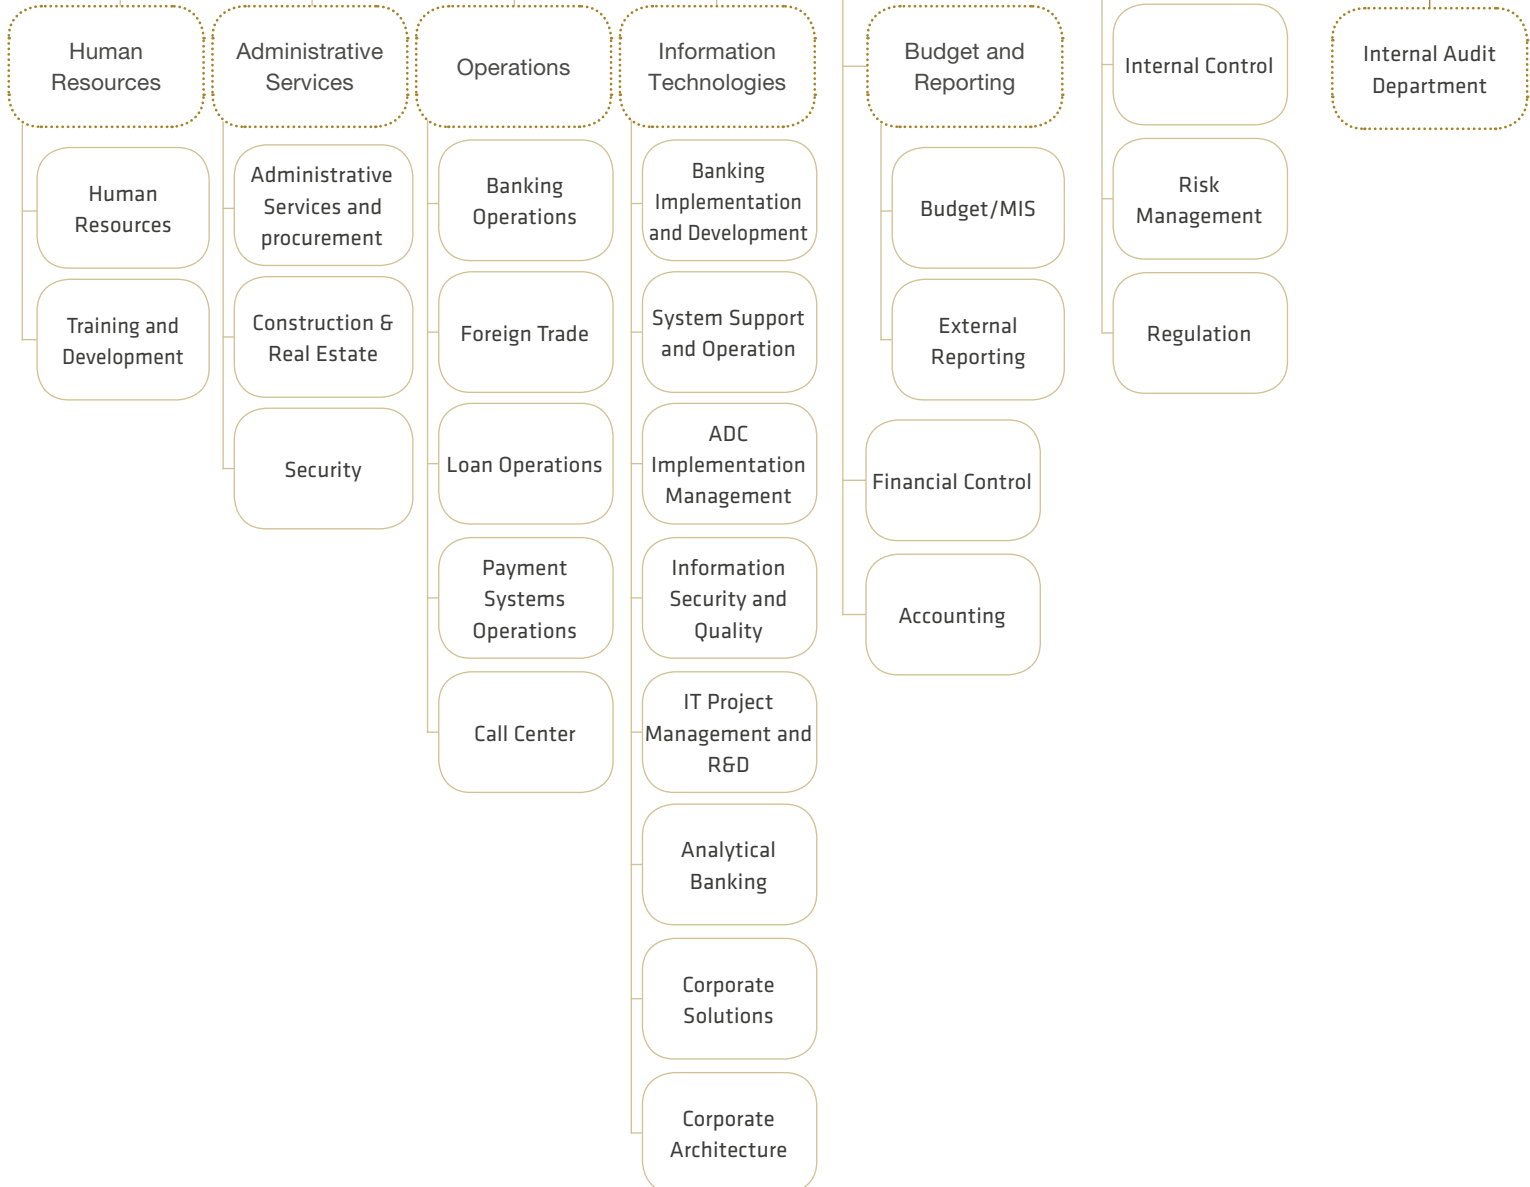 Human
Resources
Human
Resources
Training and
Development
Administrative
Services
Administrative
Services and
procurement
Construction &
Real Estate
Security
Operations
Banking
Operations
Foreign Trade
Loan Operations
Payment
Systems
Operations
Call Center
Information
Technologies
Banking
Implementation
and Development
System Support
and Operation
ADC
Implementation
Management
Information
Security and
Quality
IT Project
Management and
R&D
Analytical
Banking
Corporate
Solutions
Corporate
Architecture
Budget and
Reporting
Budget/MIS
External
Reporting
Financial Control
Accounting
Internal Control
Risk
Management
Regulation
Internal Audit
Department